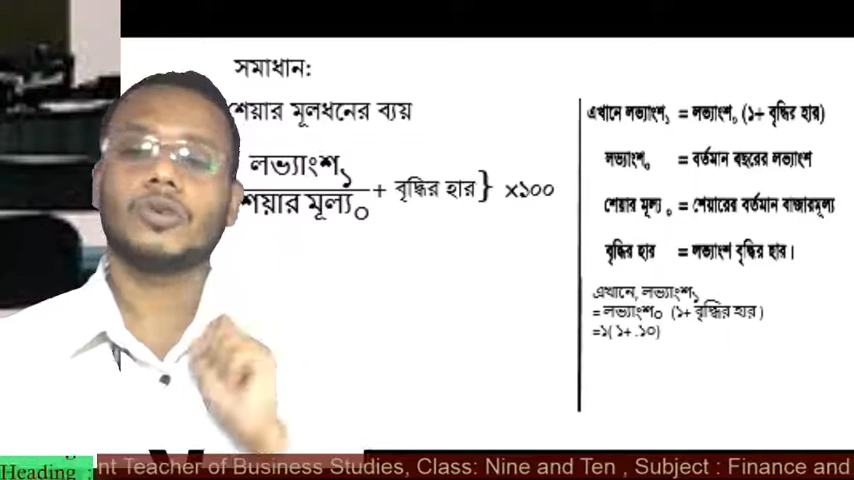 সমাধান:
শেয়ার মূলধনের ব্যয়
লভ্যাংশ১
শেয়ার মূল্য০ + বৃদ্ধির হার} ×১০০
এখানে লভ্যাংশ১ = লভ্যাংশ০ (১+ বৃদ্ধির হার)
লভ্যাংশ০ = বর্তমান বছরের লভ্যাংশ
শেয়ার মূল্য ০ = শেয়ারের বর্তমান বাজারমূল্য
বৃদ্ধির হার = লভ্যাংশ বৃদ্ধির হার।
এখানে, লভ্যাংশ১
= লভ্যাংশ০ (১+ বৃদ্ধির হার)
=১(১+.১০)
Heading : nt Teacher of Business Studies, Class: Nine and Ten , Subject : Finance and